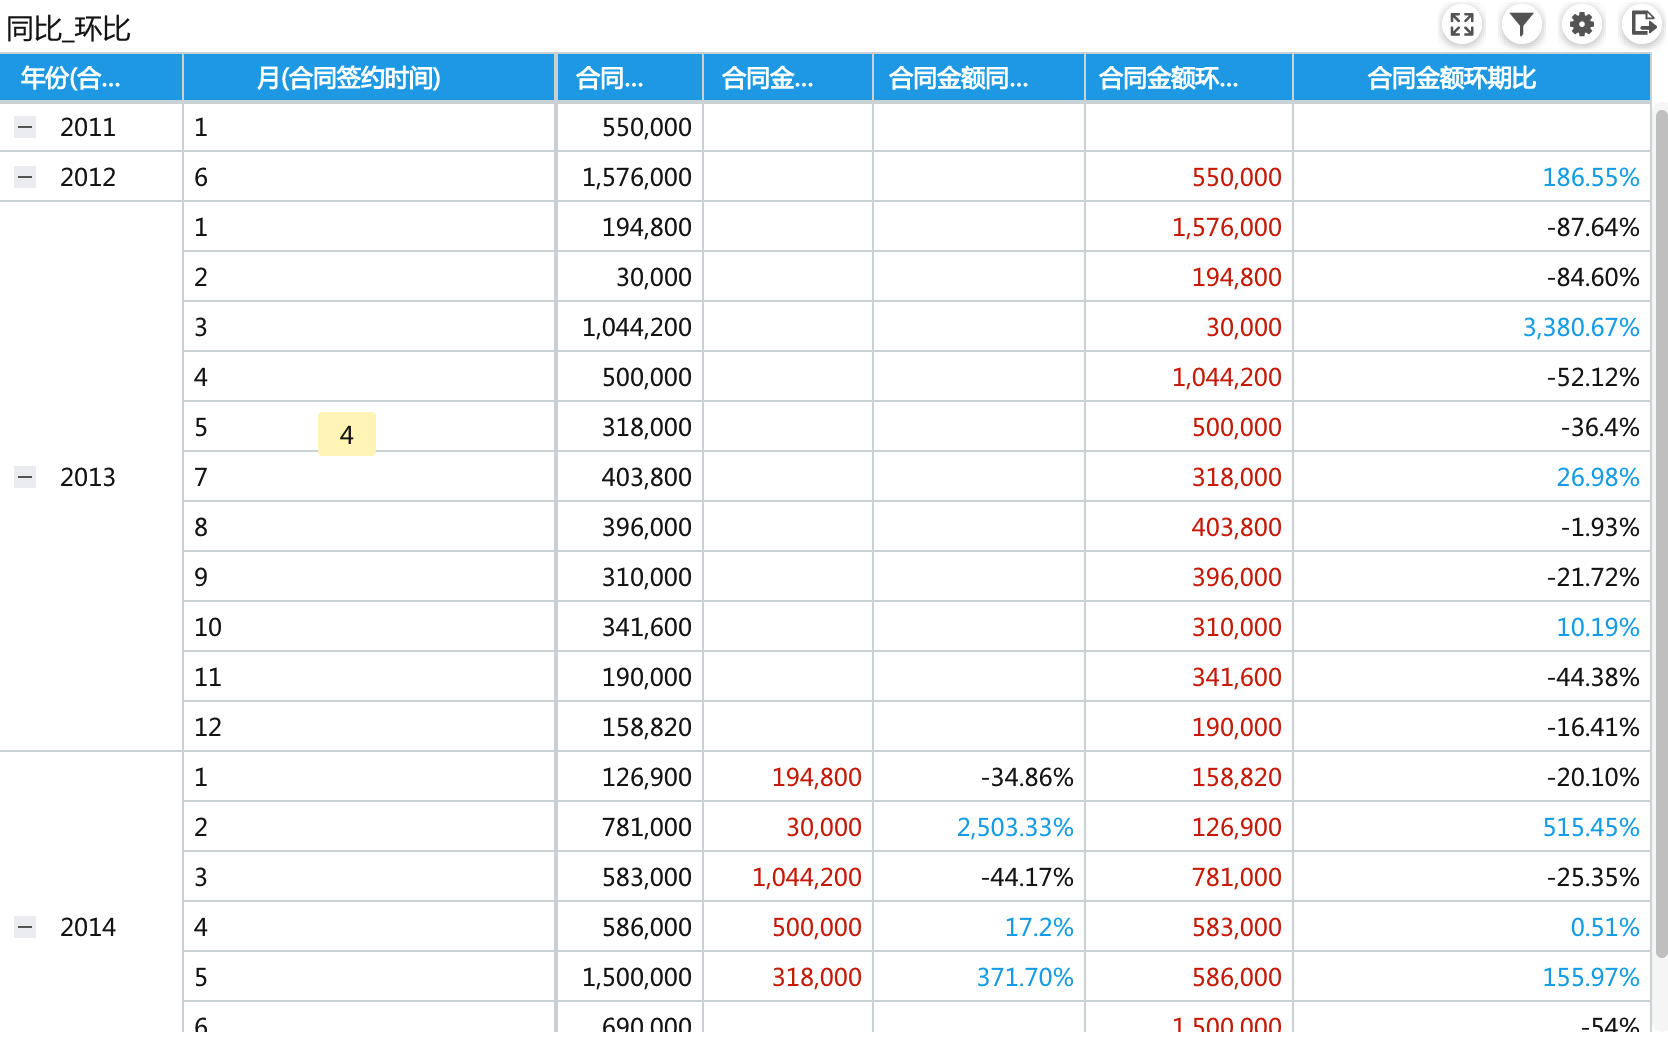 同比_环比
年份(合... 月(合同签约时间) 合同... 合同金... 合同金额同... 合同金额环... 合同金额环期比
2011 1 550,000
2012 6 1,576,000 550,000 186.55%
1 194,800 1,576,000 -87.64%
2 30,000 194,800 -84.60%
3 1,044,200 30,000 3,380.67%
4 500,000 1,044,200 -52.12%
5 318,000 500,000 -36.4%
4
2013 7 403,800 318,000 26.98%
8 396,000 403,800 -1.93%
9 310,000 396,000 -21.72%
10 341,600 310,000 10.19%
11 190,000 341,600 -44.38%
12 158,820 190,000 -16.41%
1 126,900 194,800 -34.86% 158,820 -20.10%
2 781,000 30,000 2,503.33% 126,900 515.45%
3 583,000 1,044,200 -44.17% 781,000 -25.35%
2014 4 586,000 500,000 17.2% 583,000 0.51%
5 1,500,000 318,000 371.70% 586,000 155.97%
6 690,000 1,500,000 -54%